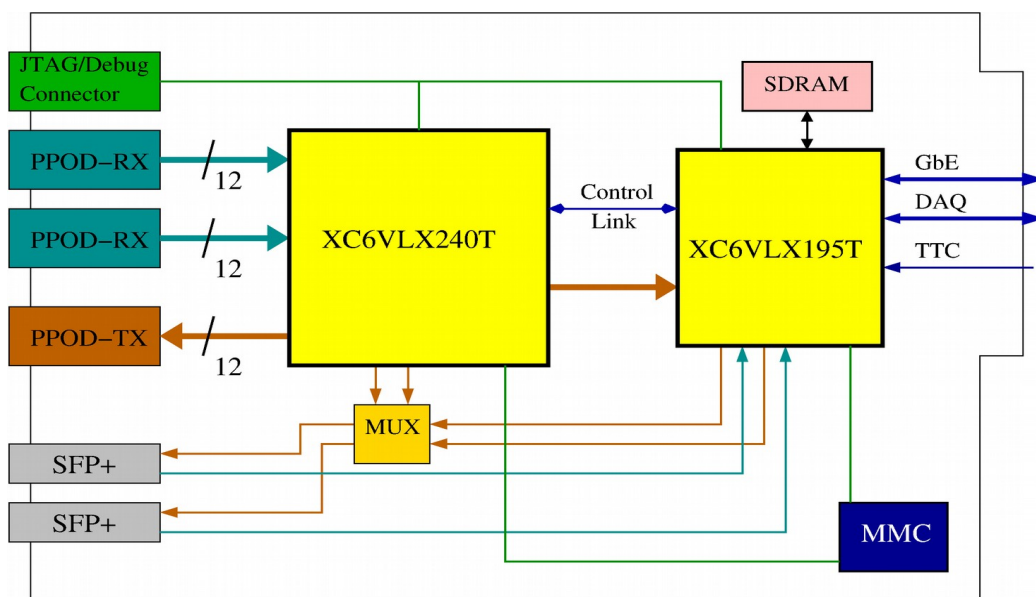 JTAG/Debug
Connector
SDRAM
PPOD−RX
12
GbE
Control
Link
DAQ
PPOD−RX
12
XC6VLX240T
XC6VLX195T
TTC
PPOD−TX
12
MUX
SFP+
SFP+
MMC